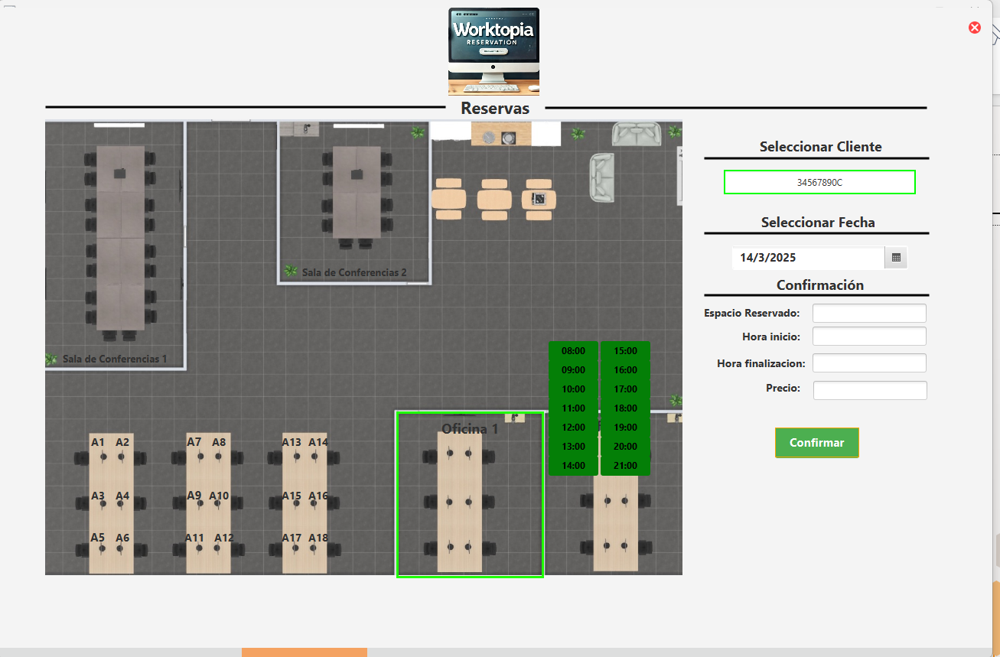 Worktopia
RESERVATION
Reservas
Seleccionar Cliente
34567890C
Seleccionar Fecha
14/3/2025
Confirmación
Espacio Reservado:
Hora inicio:
Hora finalizacion:
Precio:
Confirmar
Sala de Conferencias 2
Sala de Conferencias 1
08:00 15:00
09:00 16:00
10:00 17:00
11:00 18:00
12:00 19:00
13:00 20:00
14:00 21:00
Oficina 1
A1 A2 A7 A8 A13 A14
A3 A4 A9 A10 A15 A16
A5 A6 A11 A12 A17 A18